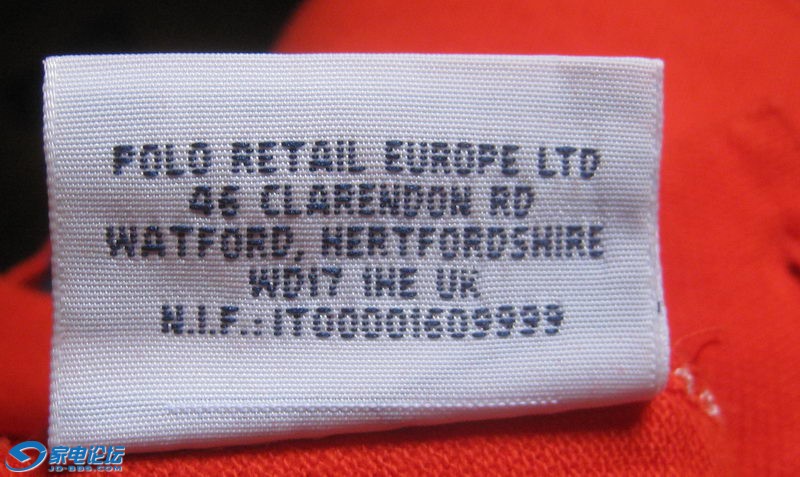 POLO RETAIL EUROPE LTD
46 CLARENDON RD
WATFORD, HERTFORDSHIRE
WD17 1HE UK
N.I.F.: IT00001609999
家电论坛
JD-BBS.COM